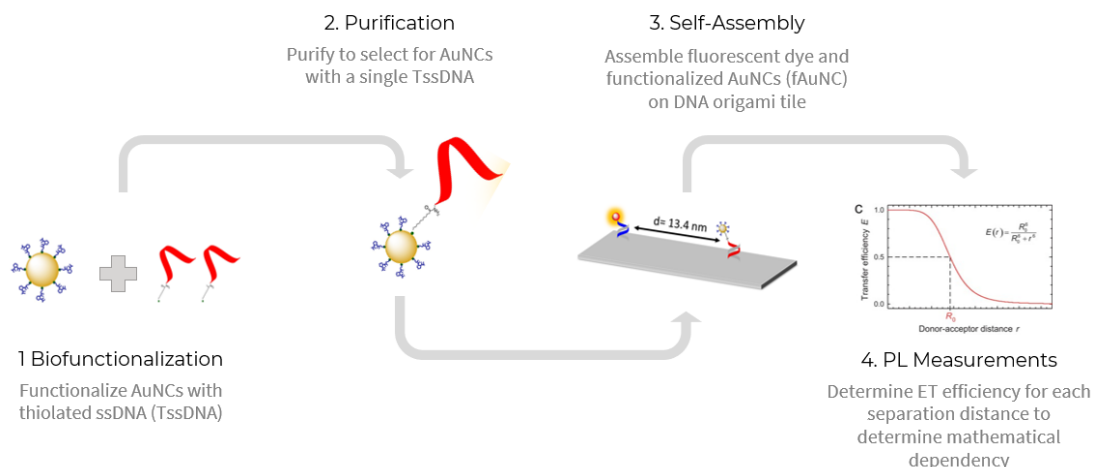 2. Purification
Purify to select for AuNCs
with a single TssDNA
3. Self-Assembly
Assemble fluorescent dye and
functionalized AuNCs (fAuNC)
on DNA origami tile
d= 13.4 nm
1 Biofunctionalization
Functionalize AuNCs with
thiolated ssDNA (TssDNA)
C
1.0
0.5
0.0
Transfer efficiency E
E(r)= R₀⁶ / R₀⁶ + r⁶
R₀
Donor-acceptor distance r
4. PL Measurements
Determine ET efficiency for each
separation distance to
determine mathematical
dependency